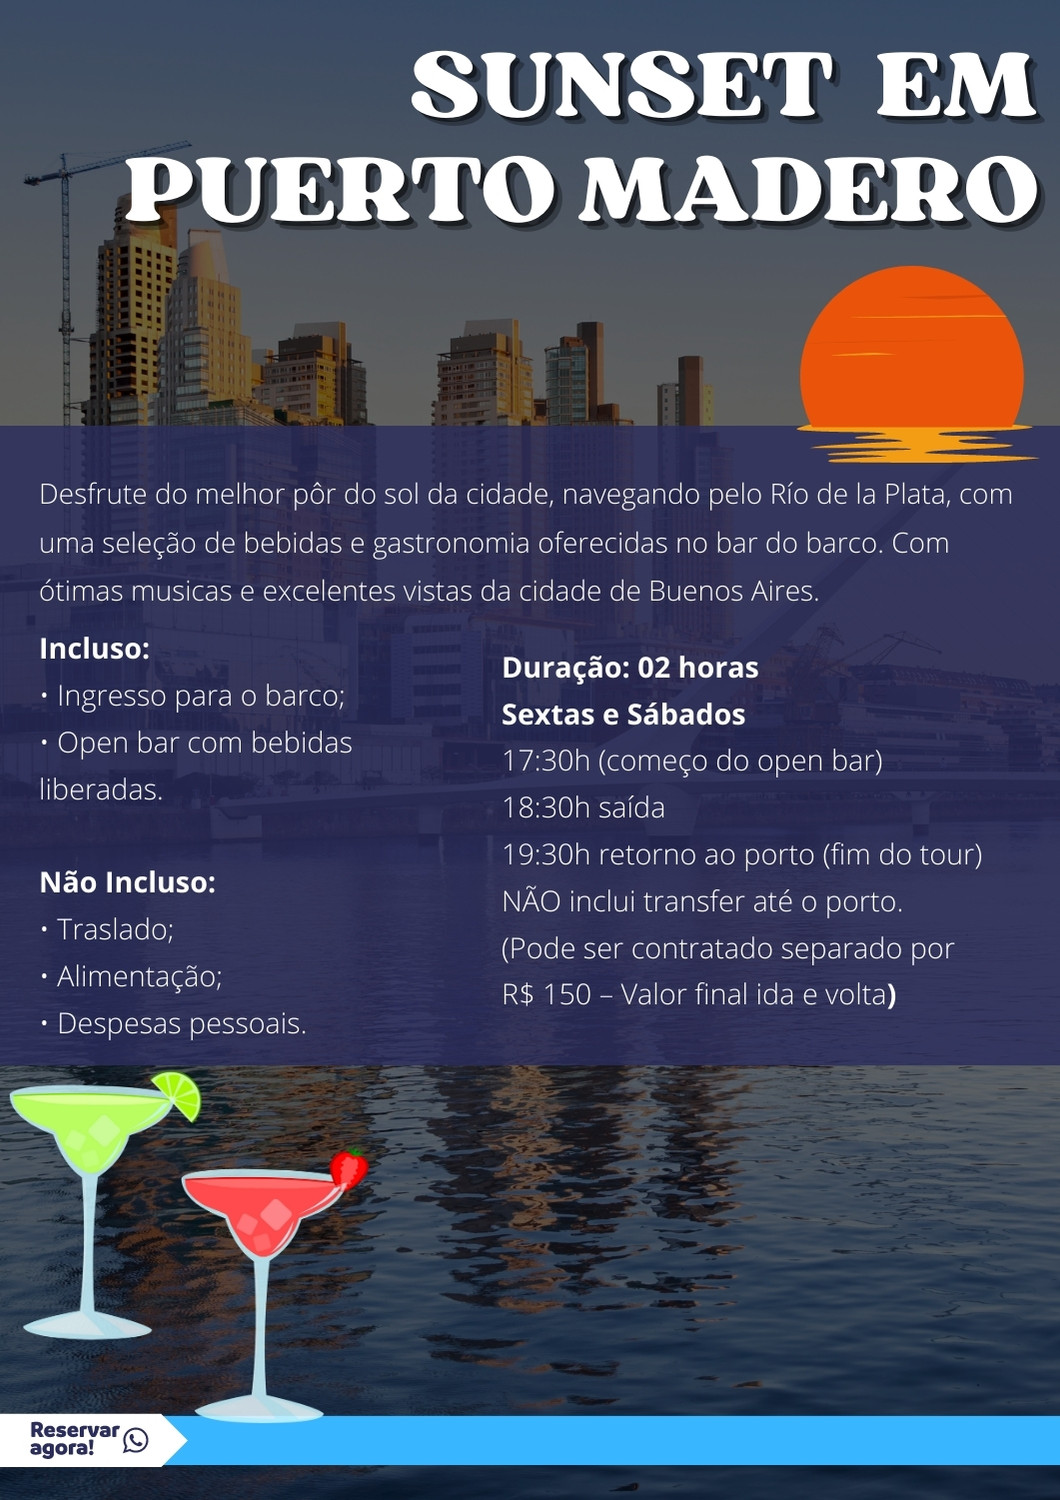 SUNSET EM
PUERTO MADERO
Desfrute do melhor pôr do sol da cidade, navegando pelo Río de la Plata, com
uma seleção de bebidas e gastronomia oferecidas no bar do barco. Com
ótimas musicas e excelentes vistas da cidade de Buenos Aires.
Incluso:
• Ingresso para o barco;
• Open bar com bebidas
liberadas.
Não Incluso:
• Traslado;
• Alimentação;
• Despesas pessoais.
Duração: 02 horas
Sextas e Sábados
17:30h (começo do open bar)
18:30h saída
19:30h retorno ao porto (fim do tour)
NÃO inclui transfer até o porto.
(Pode ser contratado separado por
R$ 150 – Valor final ida e volta)
Reservar
agora!